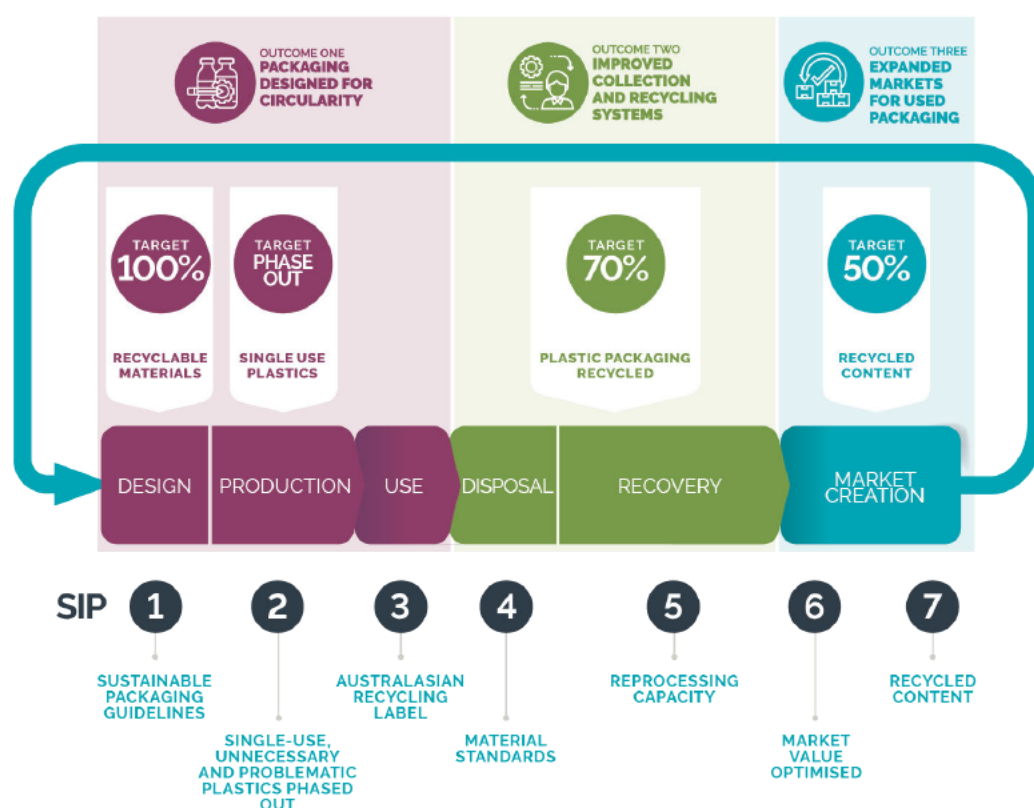 OUTCOME ONE
PACKAGING
DESIGNED FOR
CIRCULARITY
OUTCOME TWO
IMPROVED
COLLECTION
AND RECYCLING
SYSTEMS
OUTCOME THREE
EXPANDED
MARKETS
FOR USED
PACKAGING
TARGET
100%
RECYCLABLE
MATERIALS
TARGET
PHASE
OUT
SINGLE USE
PLASTICS
TARGET
70%
PLASTIC PACKAGING
RECYCLED
TARGET
50%
RECYCLED
CONTENT
DESIGN
PRODUCTION
USE
DISPOSAL
RECOVERY
MARKET
CREATION
SIP
1
SUSTAINABLE
PACKAGING
GUIDELINES
2
SINGLE-USE,
UNNECESSARY
AND PROBLEMATIC
PLASTICS PHASED
OUT
3
AUSTRALASIAN
RECYCLING
LABEL
4
MATERIAL
STANDARDS
5
REPROCESSING
CAPACITY
6
MARKET
VALUE
OPTIMISED
7
RECYCLED
CONTENT